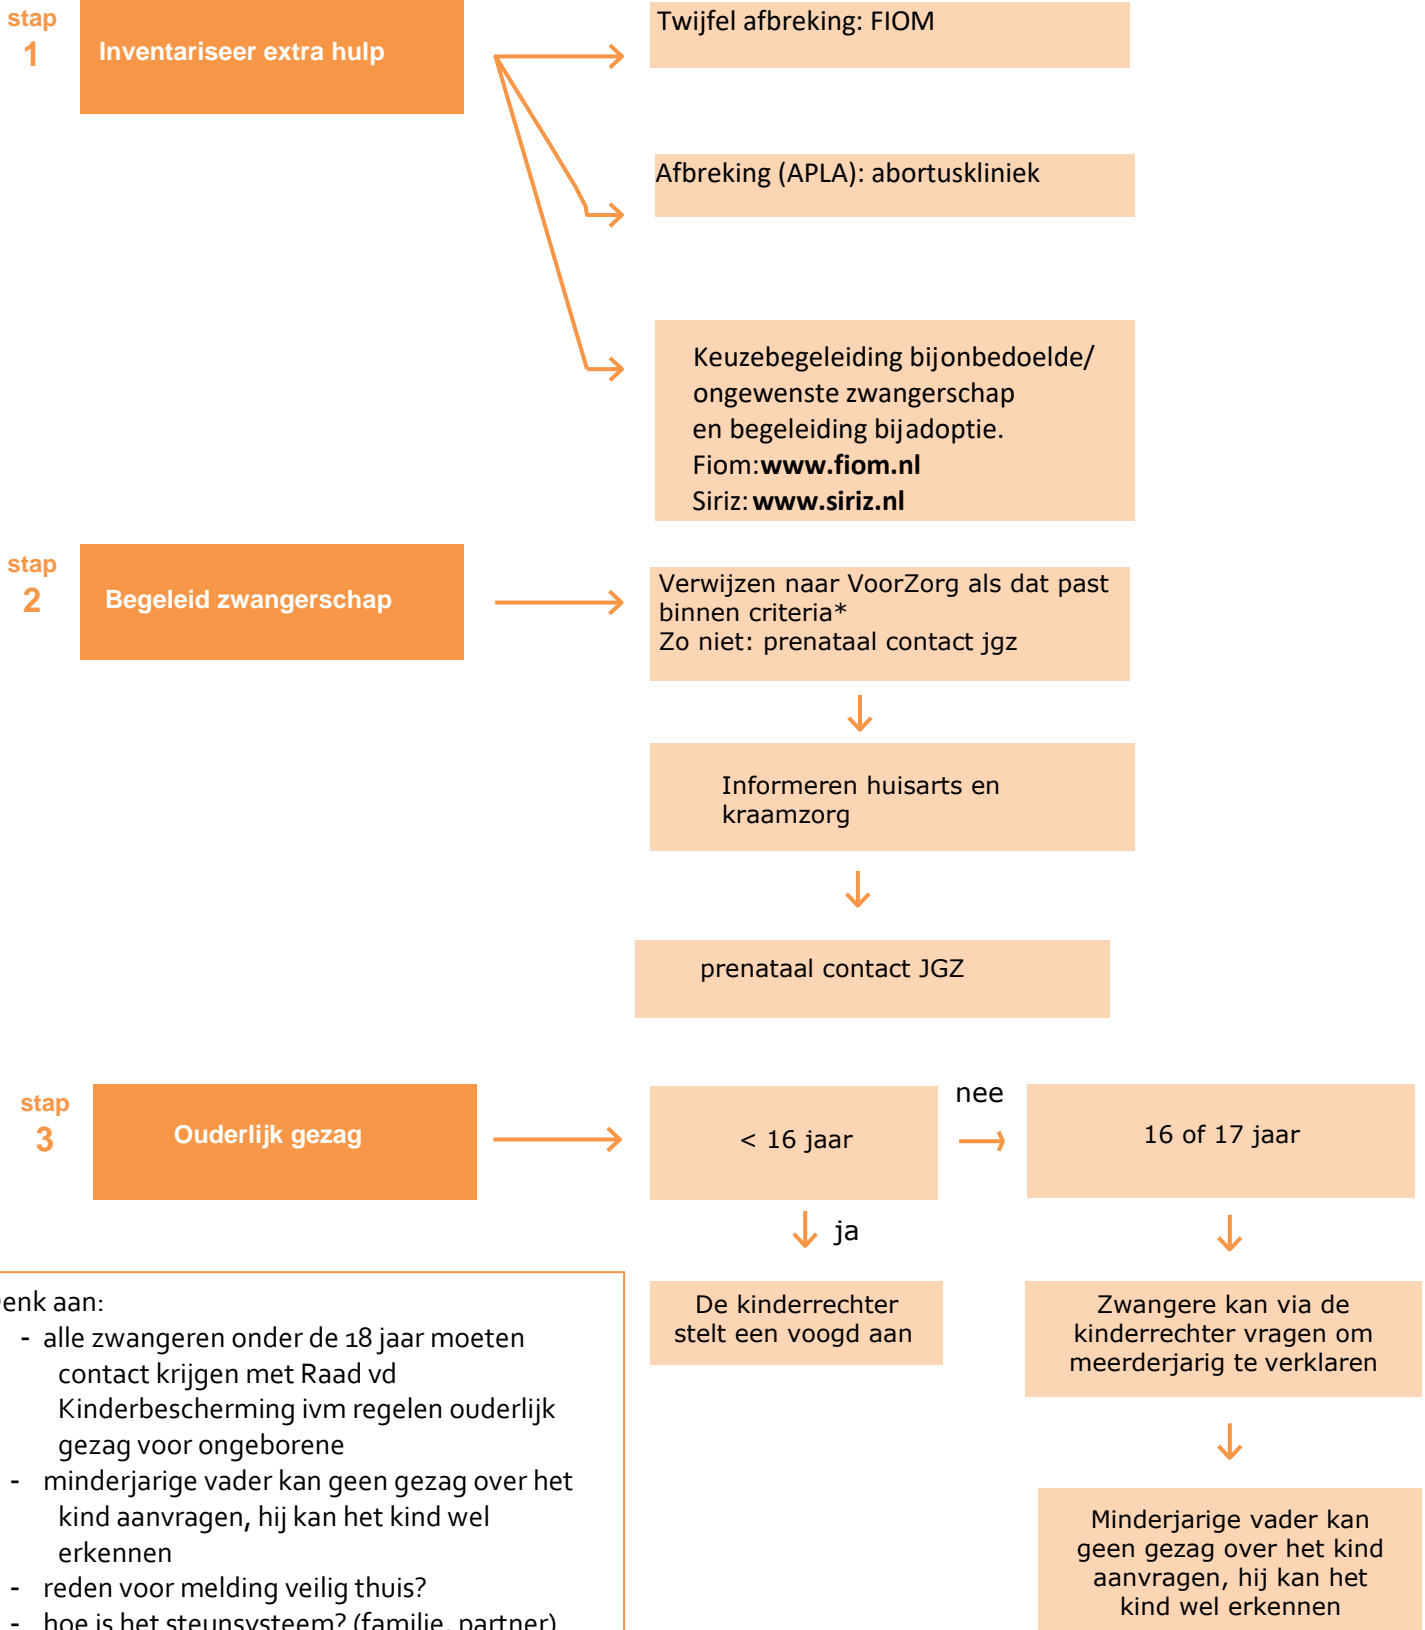 stap
1
Inventariseer extra hulp
Twijfel afbreking: FIOM
Afbreking (APLA): abortuskliniek
Keuzebegeleiding bijonbedoelde/
ongewenste zwangerschap
en begeleiding bijadoptie.
Fiom:www.fiom.nl
Siriz:www.siriz.nl
stap
2
Begeleid zwangerschap
Verwijzen naar VoorZorg als dat past
binnen criteria*
Zo niet: prenataal contact jgz
Informeren huisarts en
kraamzorg
prenataal contact JGZ
stap
3
Ouderlijk gezag
< 16 jaar
nee
16 of 17 jaar
ja
De kinderrechter
stelt een voogd aan
Zwangere kan via de
kinderrechter vragen om
meerderjarig te verklaren
Minderjarige vader kan
geen gezag over het kind
aanvragen, hij kan het
kind wel erkennen
Denk aan:
- alle zwangeren onder de 18 jaar moeten
contact krijgen met Raad vd
Kinderbescherming ivm regelen ouderlijk
gezag voor ongeborene
- minderjarige vader kan geen gezag over het
kind aanvragen, hij kan het kind wel
erkennen
- reden voor melding veilig thuis?
- hoe is het steunsysteem? (familie, partner)